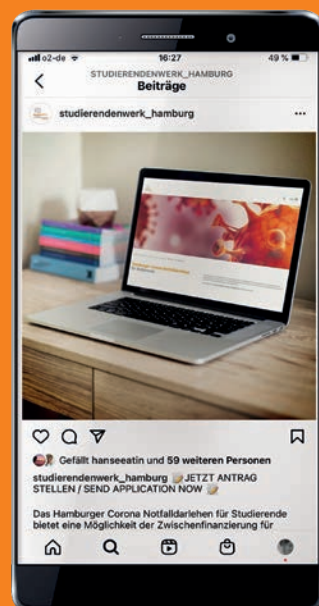 o2-de 16:27 49 %
STUDIERENDENWERK_HAMBURG
Beiträge
studierendenwerk_hamburg
Gefällt hanseeatin und 59 weiteren Personen
studierendenwerk_hamburg JETZT ANTRAG
STELLEN / SEND APPLICATION NOW
Das Hamburger Corona Notfalldarlehen für Studierende
bietet eine Möglichkeit der Zwischenfinanzierung für